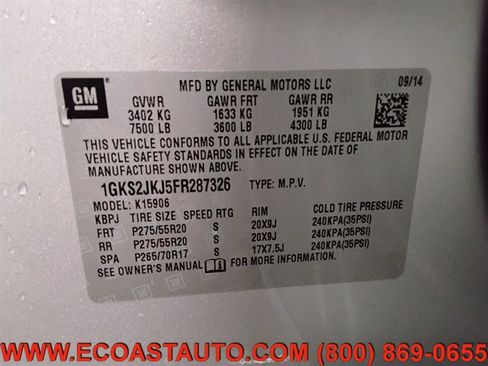 GM
MFD BY GENERAL MOTORS LLC
09/14
GVWR GAWR FRT GAWR RR
3402 KG 1633 KG 1951 KG
7500 LB 3600 LB 4300 LB
THIS VEHICLE CONFORMS TO ALL APPLICABLE U.S. FEDERAL MOTOR
VEHICLE SAFETY STANDARDS IN EFFECT ON THE DATE OF
MANUFACTURE SHOWN ABOVE.
1GKS2JKJ5FR287326 TYPE: M.P.V.
MODEL: K15906
KBPJ TIRE SIZE SPEED RTG RIM COLD TIRE PRESSURE
FRT P275/55R20 S 20X9J 240KPA(35PSI)
RR P275/55R20 S 20X9J 240KPA(35PSI)
SPA P265/70R17 S 17X7.5J 240KPA(35PSI)
SEE OWNER'S MANUAL FOR MORE INFORMATION.
WWW.ECOASTAUTO.COM (800) 869-0655